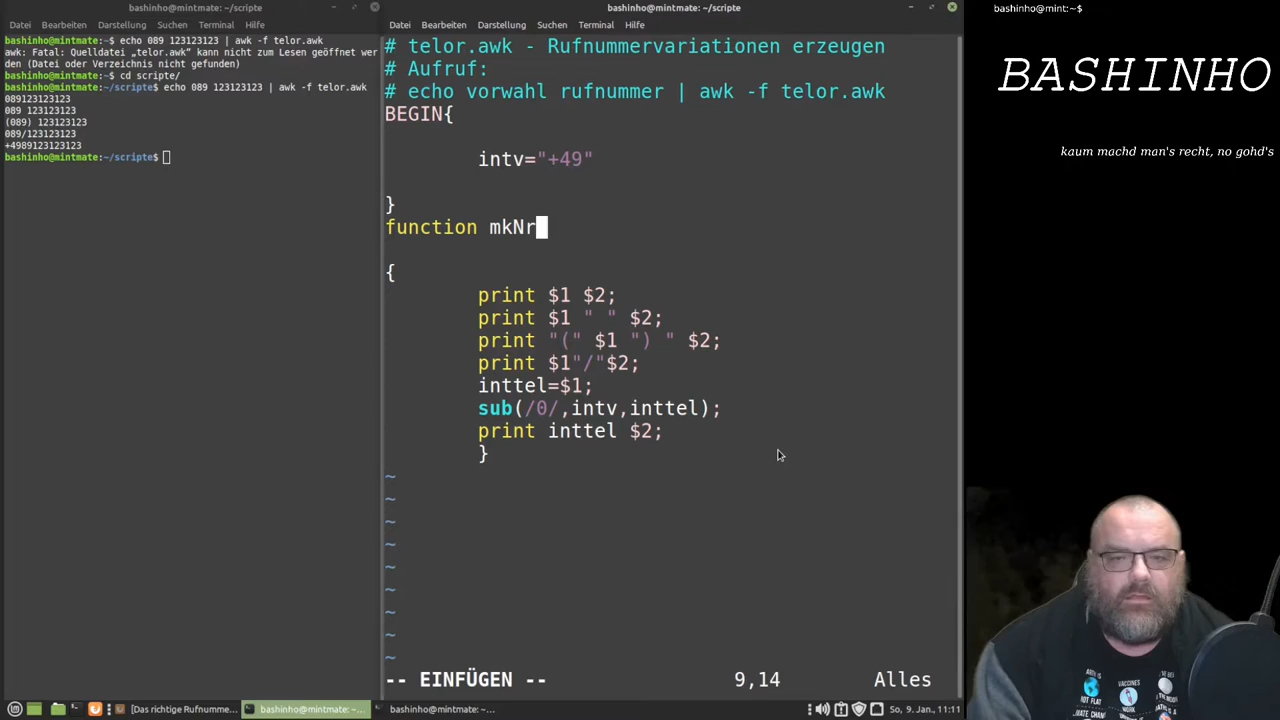 bashinho@mintmate: ~/scripte
Datei Bearbeiten Darstellung Suchen Terminal Hilfe
bashinho@mintmate:~$ echo 089 123123123 | awk -f telor.awk
awk: Fatal: Quelldatei „telor.awk“ kann nicht zum Lesen geöffnet wer
den (Datei oder Verzeichnis nicht gefunden)
bashinho@mintmate:~$ cd scripte/
bashinho@mintmate:~/scripte$ echo 089 123123123 | awk -f telor.awk
089123123123
089 123123123
(089) 123123123
089/123123123
+4989123123123
bashinho@mintmate:~/scripte$
bashinho@mintmate: ~/scripte
Datei Bearbeiten Darstellung Suchen Terminal Hilfe
# telor.awk - Rufnummervariationen erzeugen
# Aufruf:
# echo vorwahl rufnummer | awk -f telor.awk
BEGIN{
intv="+49"
}
function mkNr
{
print $1 $2;
print $1 " " $2;
print "(" $1 ") " $2;
print $1"/"$2;
inttel=$1;
sub(/0/,intv,inttel);
print inttel $2;
}
~
~
~
~
~
~
~
~
~
-- EINFÜGEN -- 9,14 Alles
bashinho@mint:~$
BASHINHO
kaum machd man's recht, no gohd's
[Das richtige Rufnumme...
bashinho@mintmate: ~...
bashinho@mintmate: ~...
So, 9. Jan., 11:11